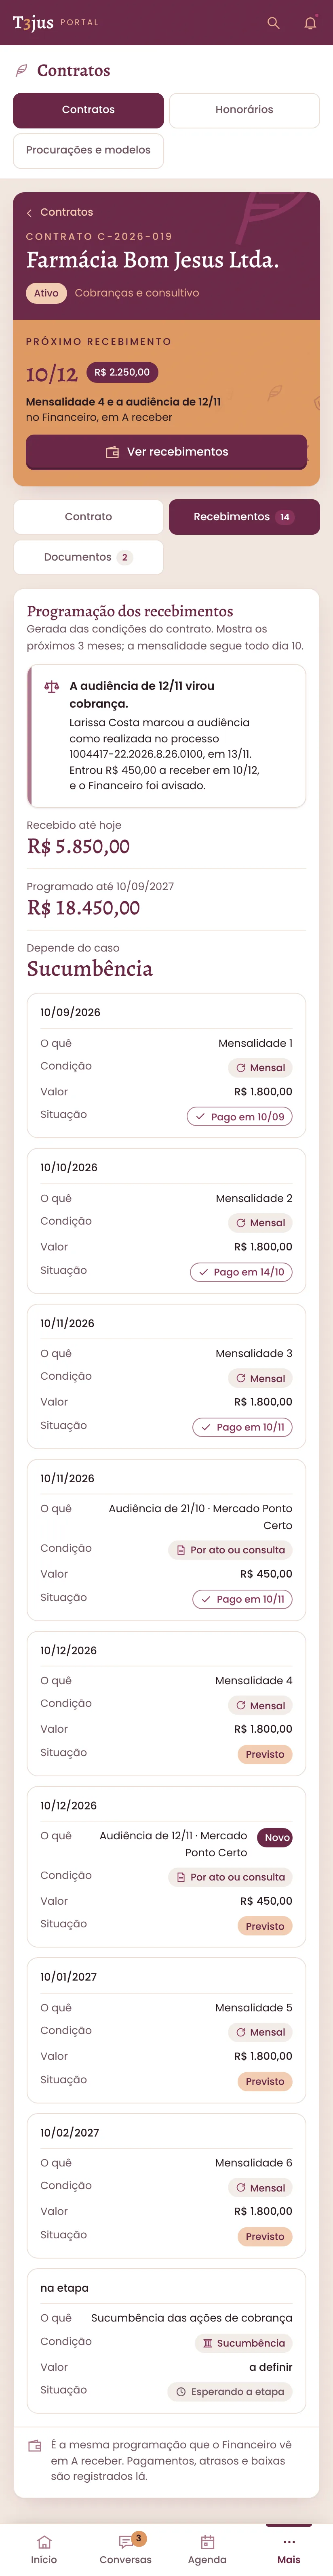 T3jus PORTAL
Contratos
Contratos
Honorários
Procurações e modelos
Contratos
CONTRATO C-2026-019
Farmácia Bom Jesus Ltda.
Ativo
Cobranças e consultivo
PRÓXIMO RECEBIMENTO
10/12
R$ 2.250,00
Mensalidade 4 e a audiência de 12/11
no Financeiro, em A receber
Ver recebimentos
Contrato
Recebimentos 14
Documentos 2
Programação dos recebimentos
Gerada das condições do contrato. Mostra os
próximos 3 meses; a mensalidade segue todo dia 10.
A audiência de 12/11 virou
cobrança.
Larissa Costa marcou a audiência
como realizada no processo
1004417-22.2026.8.26.0100, em 13/11.
Entrou R$ 450,00 a receber em 10/12,
e o Financeiro foi avisado.
Recebido até hoje
R$ 5.850,00
Programado até 10/09/2027
R$ 18.450,00
Depende do caso
Sucumbência
10/09/2026
O quê Mensalidade 1
Condição Mensal
Valor R$ 1.800,00
Situação Pago em 10/09
10/10/2026
O quê Mensalidade 2
Condição Mensal
Valor R$ 1.800,00
Situação Pago em 14/10
10/11/2026
O quê Mensalidade 3
Condição Mensal
Valor R$ 1.800,00
Situação Pago em 10/11
10/11/2026
O quê Audiência de 21/10 · Mercado Ponto
Certo
Condição Por ato ou consulta
Valor R$ 450,00
Situação Pago em 10/11
10/12/2026
O quê Mensalidade 4
Condição Mensal
Valor R$ 1.800,00
Situação Previsto
10/12/2026
O quê Audiência de 12/11 · Mercado Novo
Ponto Certo
Condição Por ato ou consulta
Valor R$ 450,00
Situação Previsto
10/01/2027
O quê Mensalidade 5
Condição Mensal
Valor R$ 1.800,00
Situação Previsto
10/02/2027
O quê Mensalidade 6
Condição Mensal
Valor R$ 1.800,00
Situação Previsto
na etapa
O quê Sucumbência das ações de cobrança
Condição Sucumbência
Valor a definir
Situação Esperando a etapa
É a mesma programação que o Financeiro vê
em A receber. Pagamentos, atrasos e baixas
são registrados lá.
3
Início
Conversas
Agenda
Mais